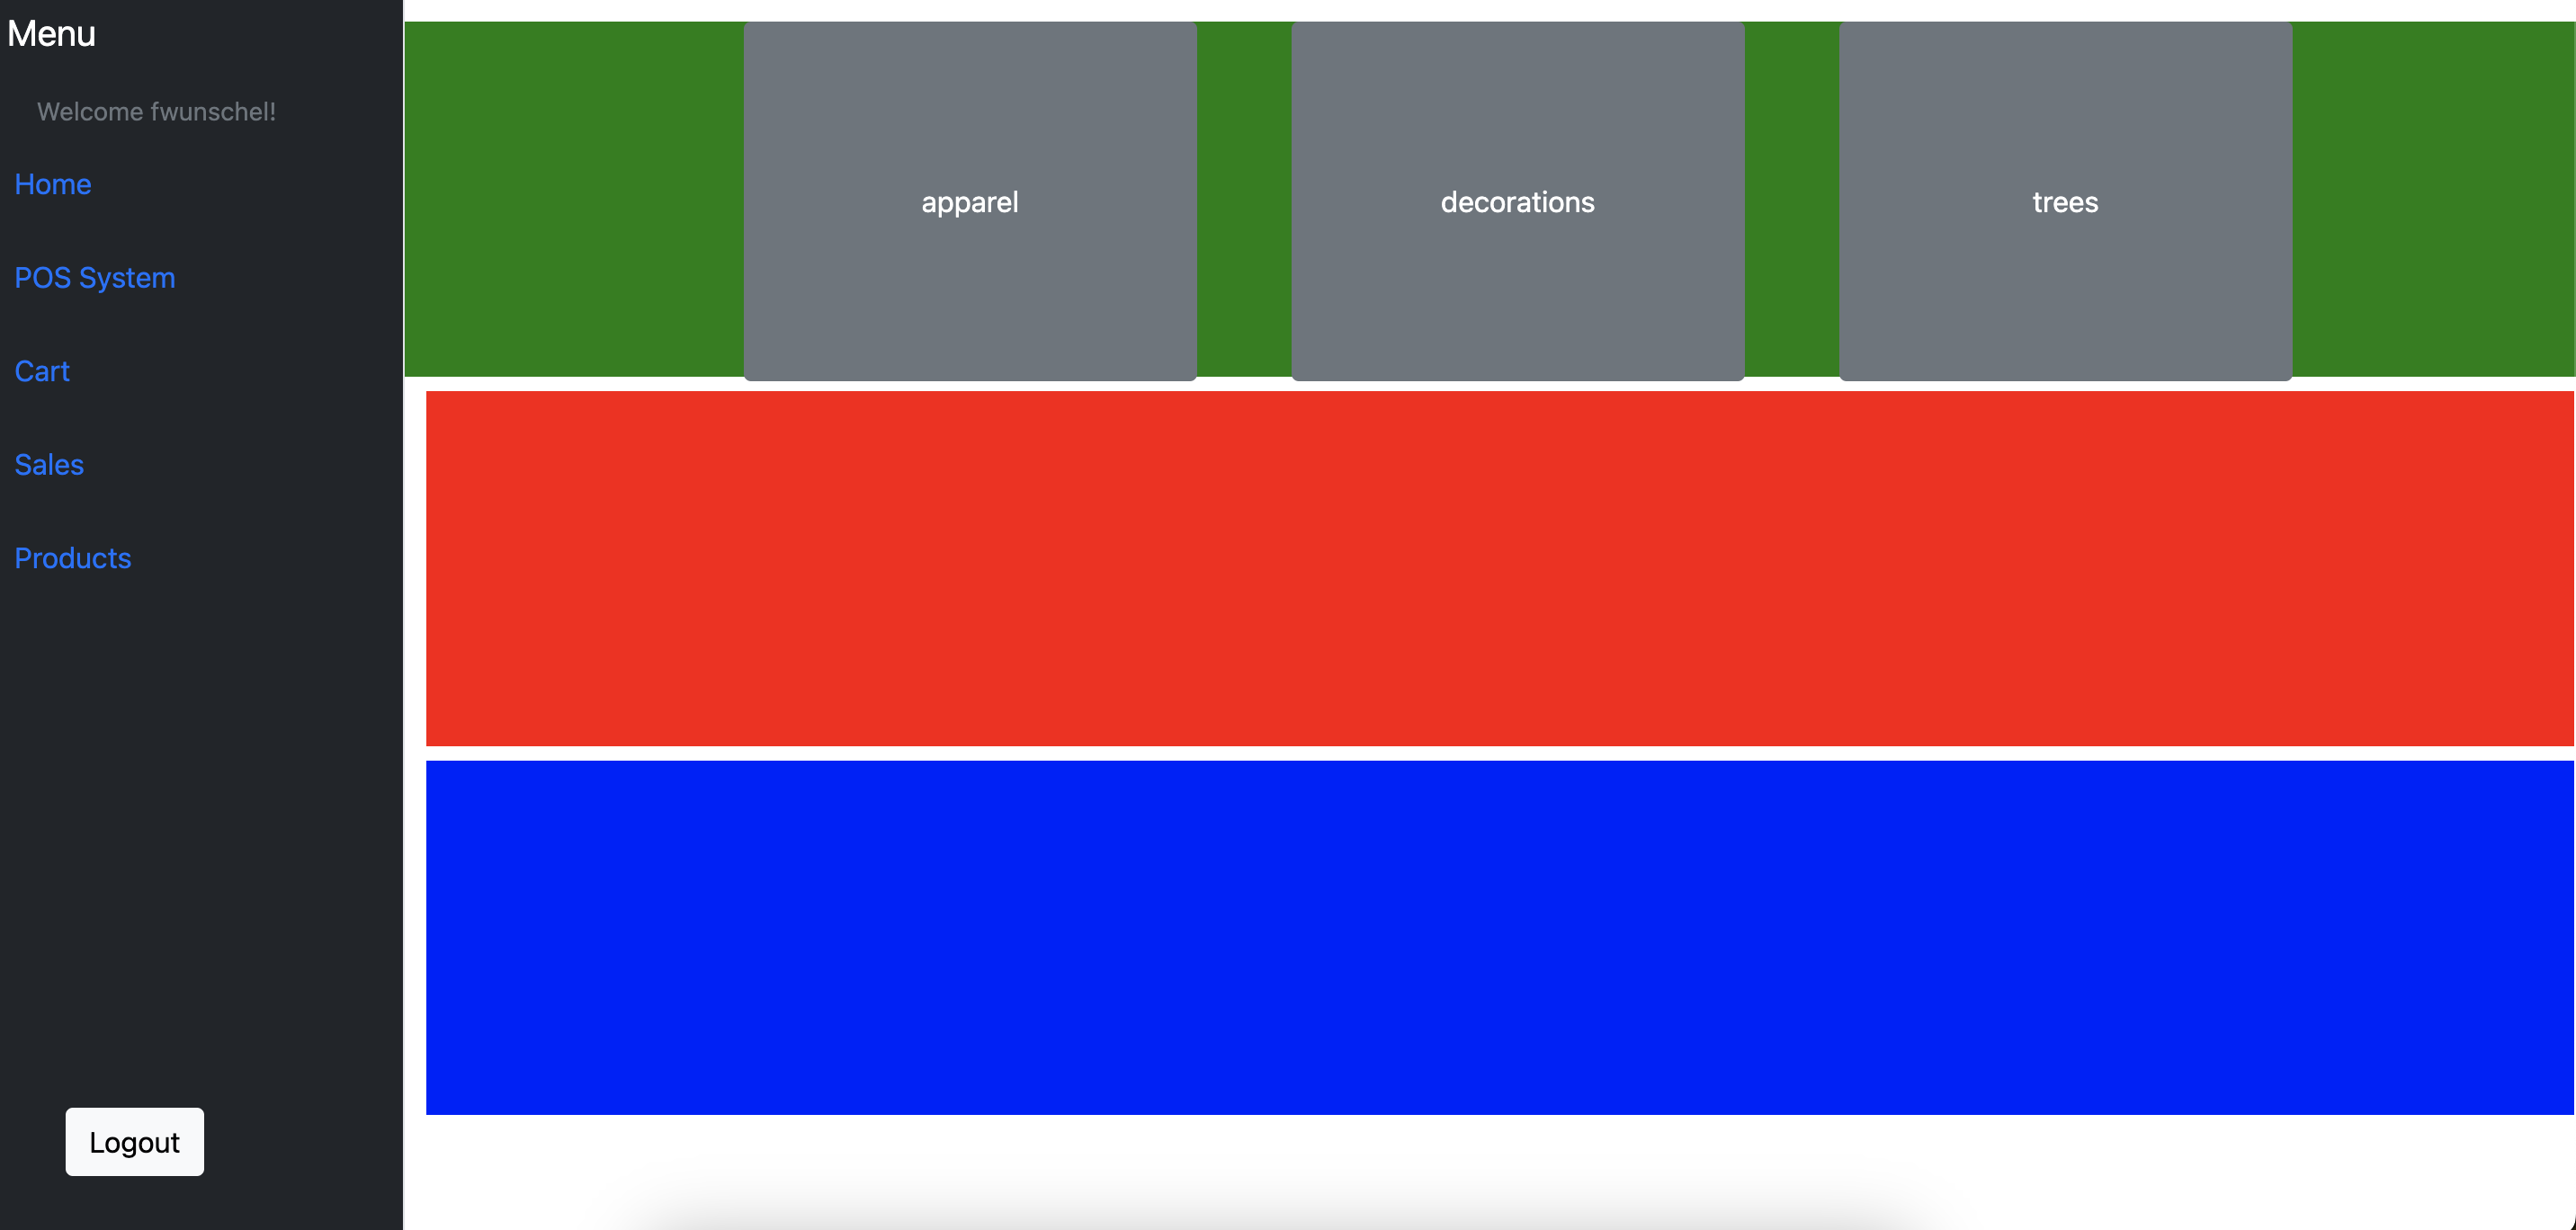 Menu
Welcome fwunschel!
Home
POS System
Cart
Sales
Products
Logout
apparel
decorations
trees